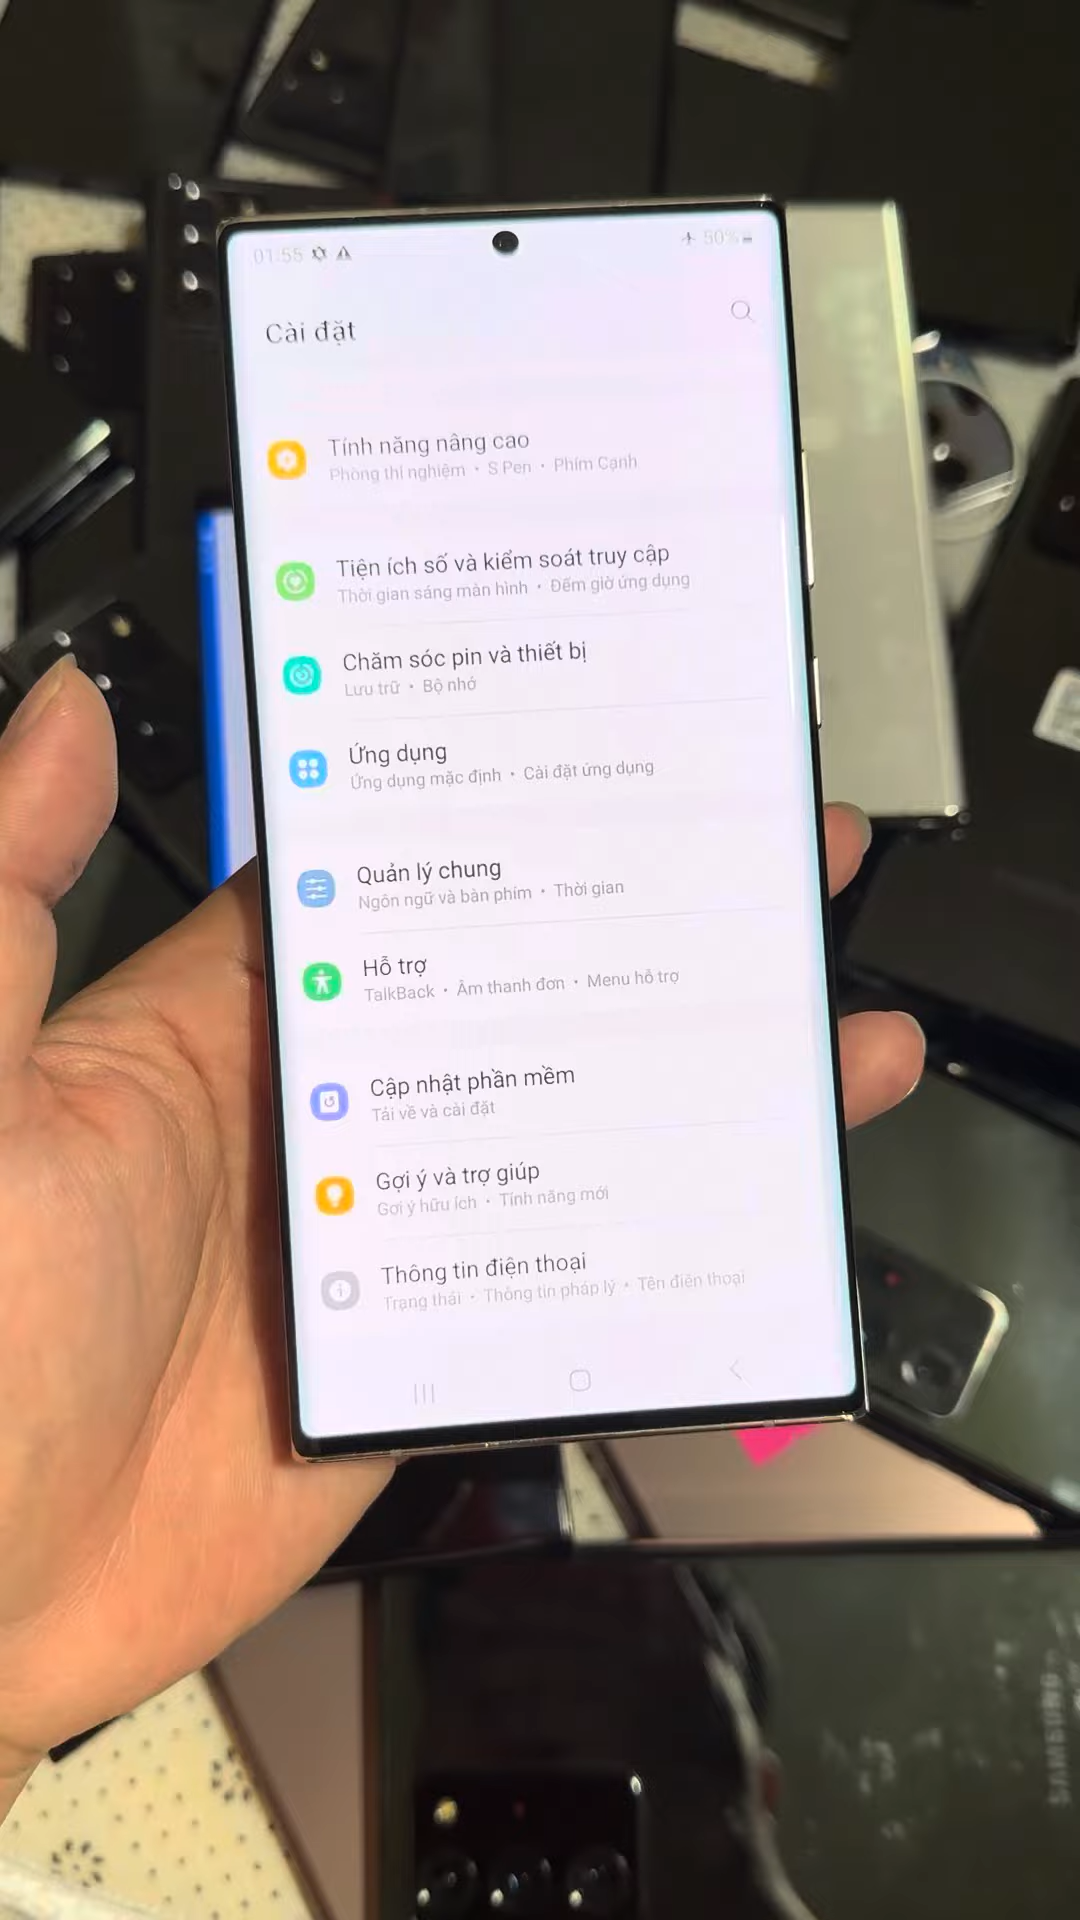 01:55
50%
Cài đặt
Tính năng nâng cao
Phòng thí nghiệm • S Pen • Phím Cạnh
Tiện ích số và kiểm soát truy cập
Thời gian sáng màn hình • Đếm giờ ứng dụng
Chăm sóc pin và thiết bị
Lưu trữ • Bộ nhớ
Ứng dụng
Ứng dụng mặc định • Cài đặt ứng dụng
Quản lý chung
Ngôn ngữ và bàn phím • Thời gian
Hỗ trợ
TalkBack • Âm thanh đơn • Menu hỗ trợ
Cập nhật phần mềm
Tải về và cài đặt
Gợi ý và trợ giúp
Gợi ý hữu ích • Tính năng mới
Thông tin điện thoại
Trạng thái • Thông tin pháp lý • Tên điện thoại
SAMSUNG